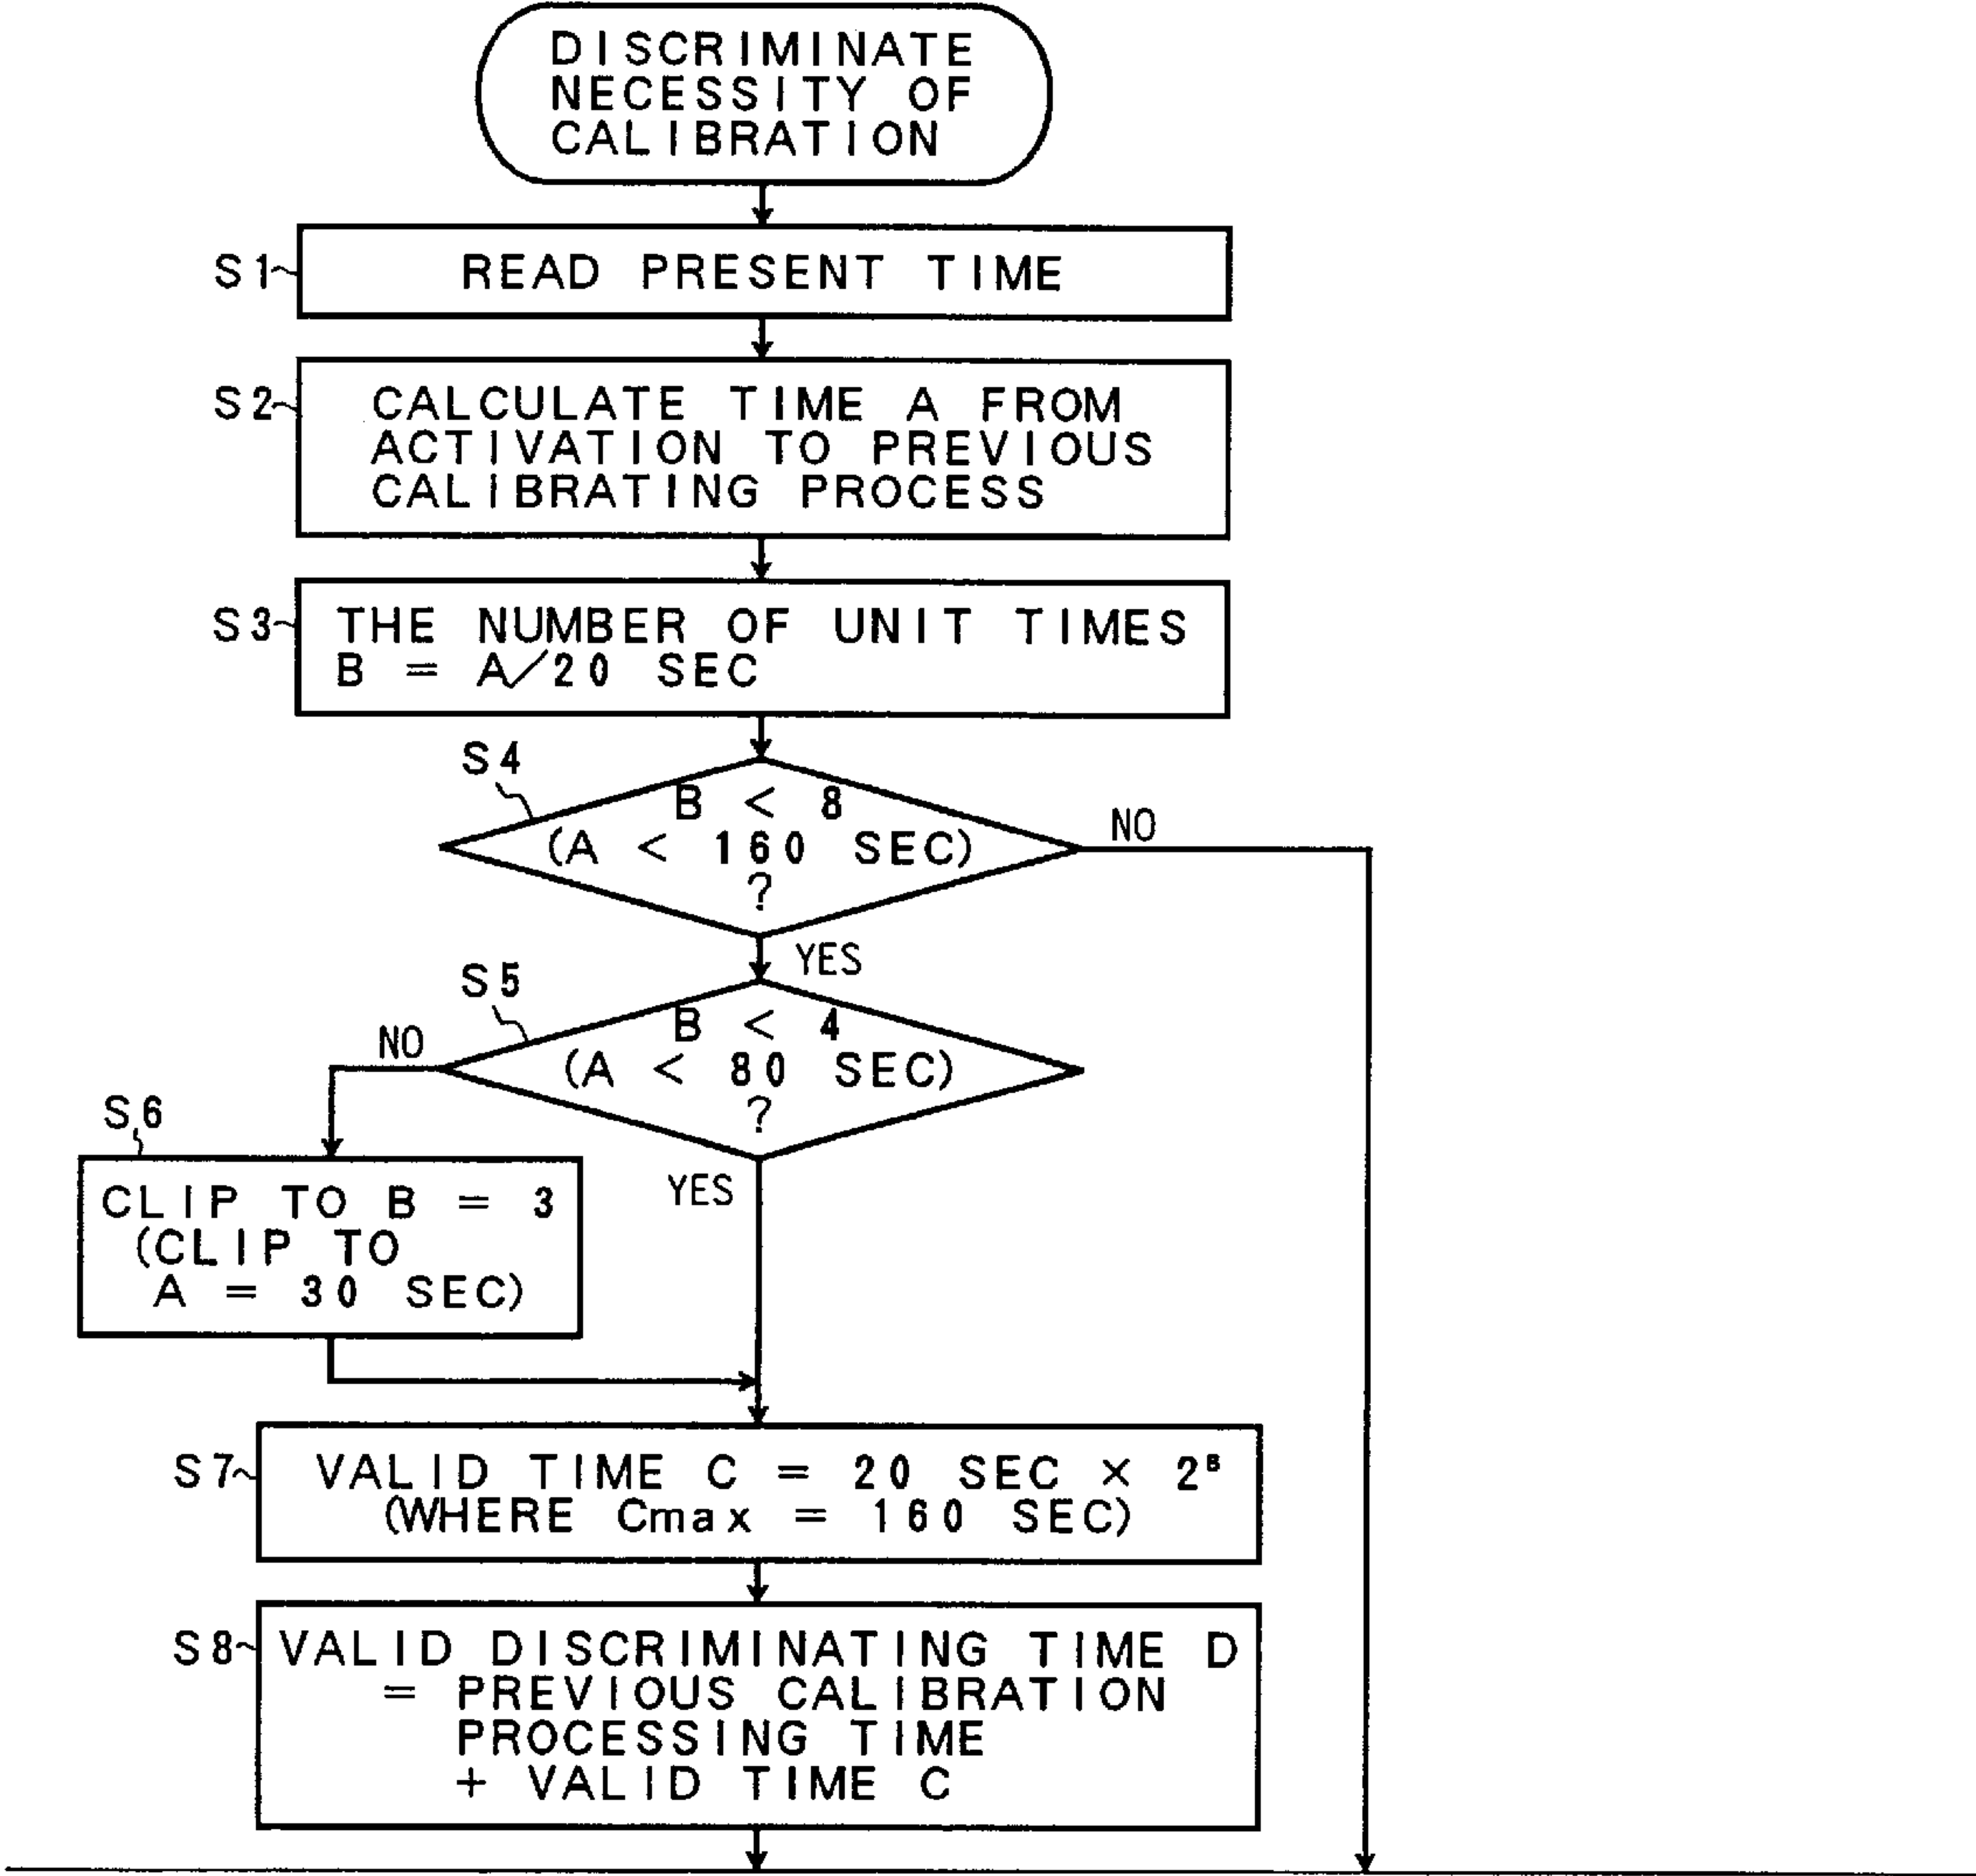 DISCRIMINATE
NECESSITY OF
CALIBRATION
S1
READ PRESENT TIME
S2
CALCULATE TIME A FROM
ACTIVATION TO PREVIOUS
CALIBRATING PROCESS
S3
THE NUMBER OF UNIT TIMES
B = A/20 SEC
S4
B < 8
(A < 160 SEC)
?
NO
YES
S5
B < 4
(A < 80 SEC)
?
NO
YES
S6
CLIP TO B = 3
(CLIP TO
A = 30 SEC)
S7
VALID TIME C = 20 SEC × 2ᴮ
(WHERE Cmax = 160 SEC)
S8
VALID DISCRIMINATING TIME D
= PREVIOUS CALIBRATION
PROCESSING TIME
+ VALID TIME C